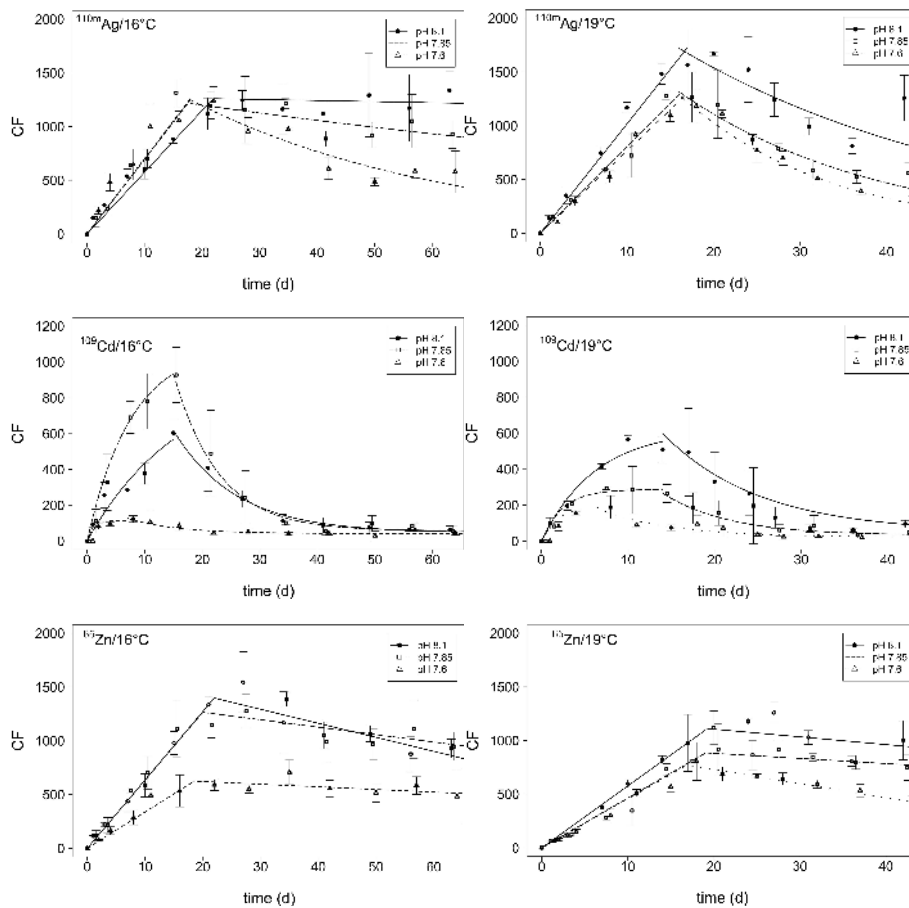 110mAg/16°C
pH 8.1
pH 7.85
pH 7.6
CF
2000
1500
1000
500
0
0 10 20 30 40 50 60
time (d)
110mAg/19°C
pH 8.1
pH 7.85
pH 7.6
CF
2000
1500
1000
500
0
0 10 20 30 40
time (d)
109Cd/16°C
pH 8.1
pH 7.85
pH 7.6
CF
1200
1000
800
600
400
200
0
0 10 20 30 40 50 60
time (d)
109Cd/19°C
pH 8.1
pH 7.85
pH 7.6
CF
1200
1000
800
600
400
200
0
0 10 20 30 40
time (d)
65Zn/16°C
pH 8.1
pH 7.85
pH 7.6
CF
2000
1500
1000
500
0
0 10 20 30 40 50 60
time (d)
65Zn/19°C
pH 8.1
pH 7.85
pH 7.6
CF
2000
1500
1000
500
0
0 10 20 30 40
time (d)